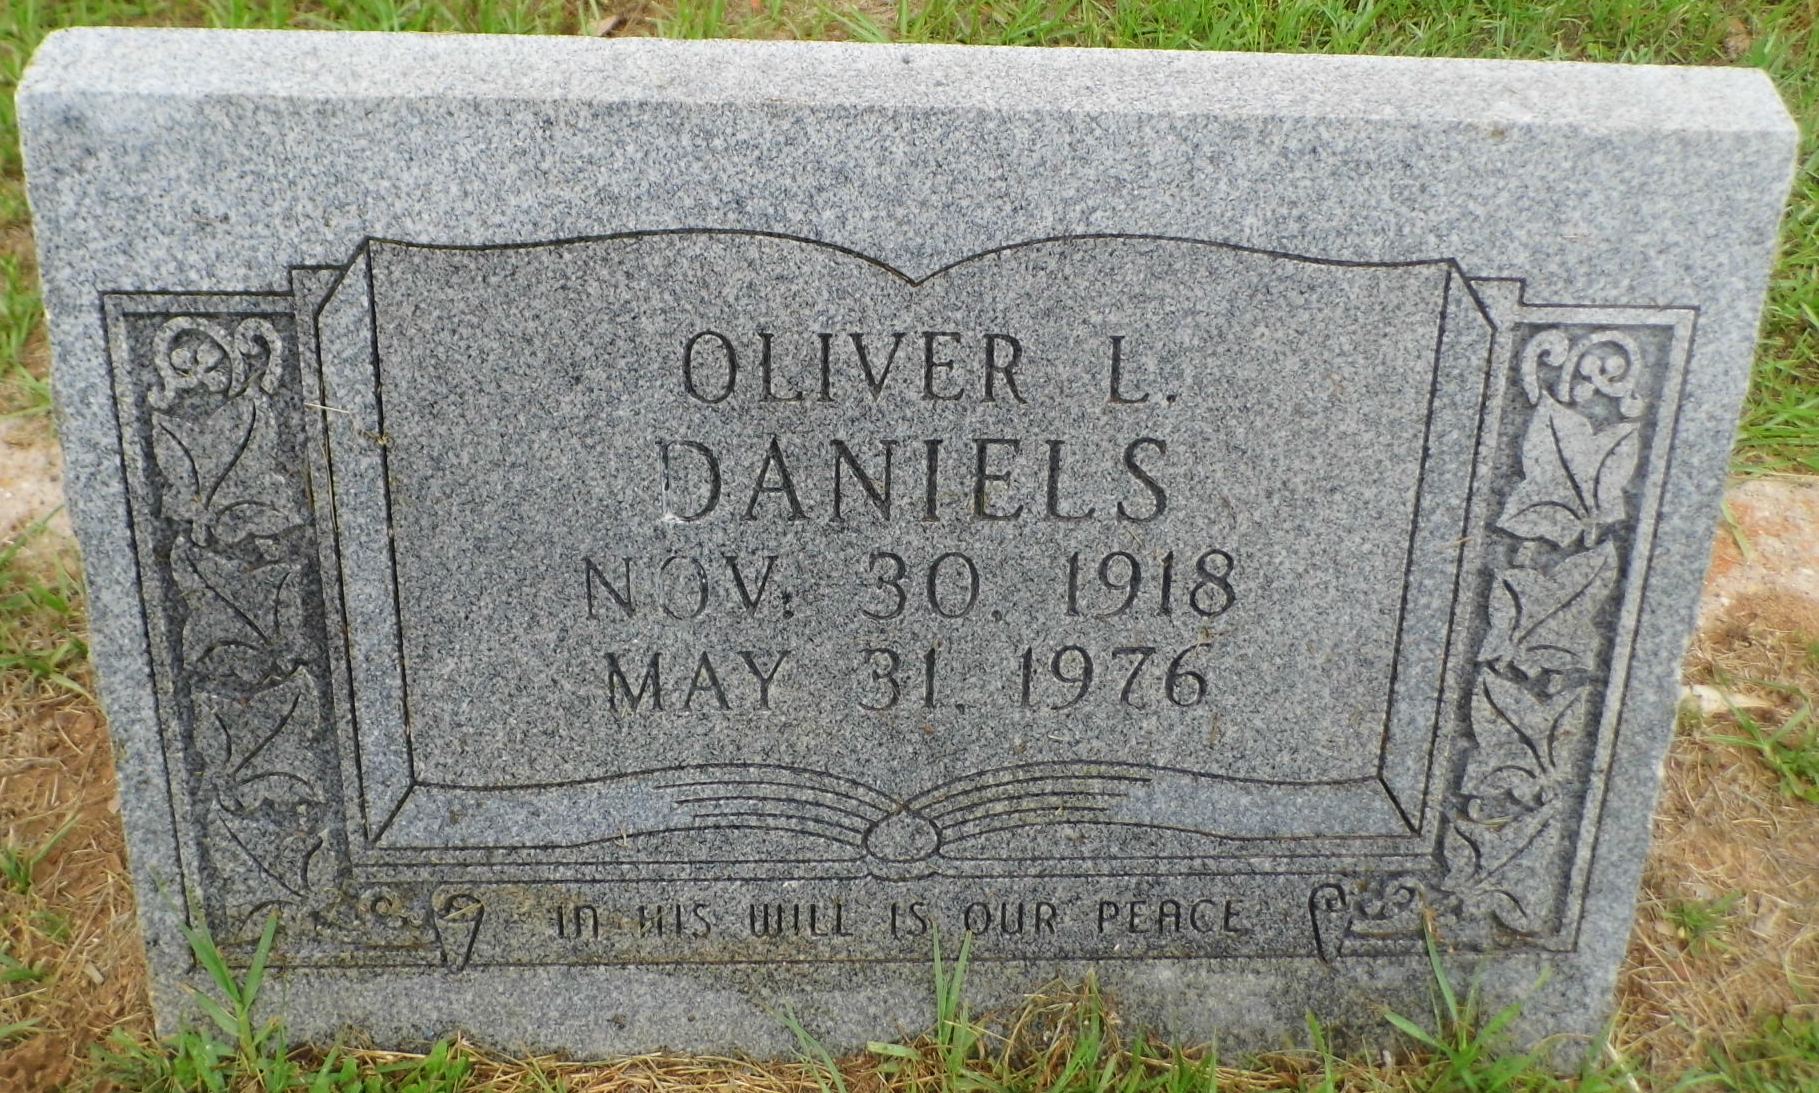 OLIVER L.
DANIELS
NOV. 30, 1918
MAY 31, 1976
IN HIS WILL IS OUR PEACE